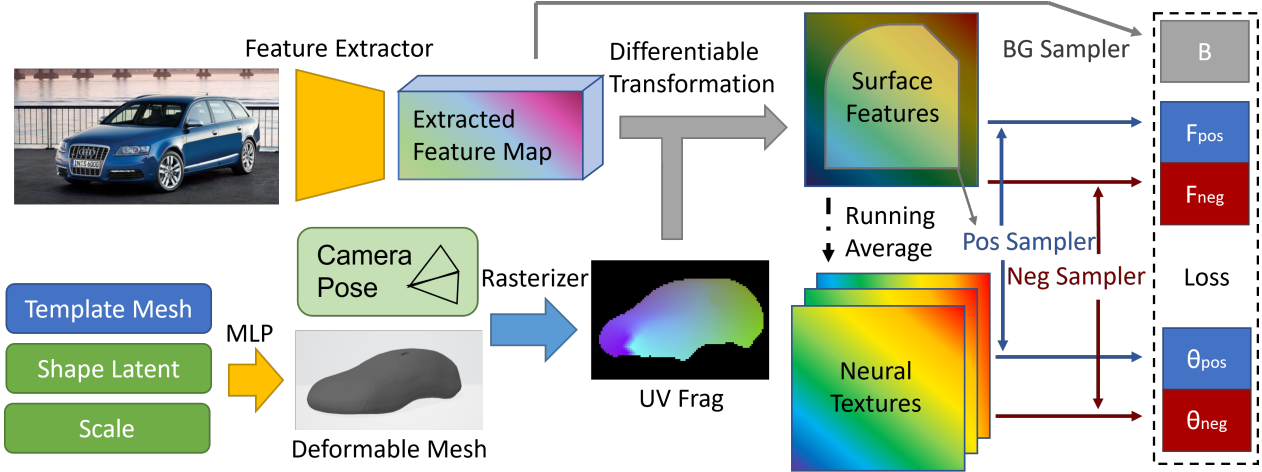 Feature Extractor
Extracted
Feature Map
Differentiable
Transformation
Surface
Features
BG Sampler
B
Fpos
Fneg
Running
Average
Pos Sampler
Neg Sampler
Loss
Camera
Pose
Rasterizer
Template Mesh
Shape Latent
Scale
MLP
Deformable Mesh
UV Frag
Neural
Textures
θpos
θneg